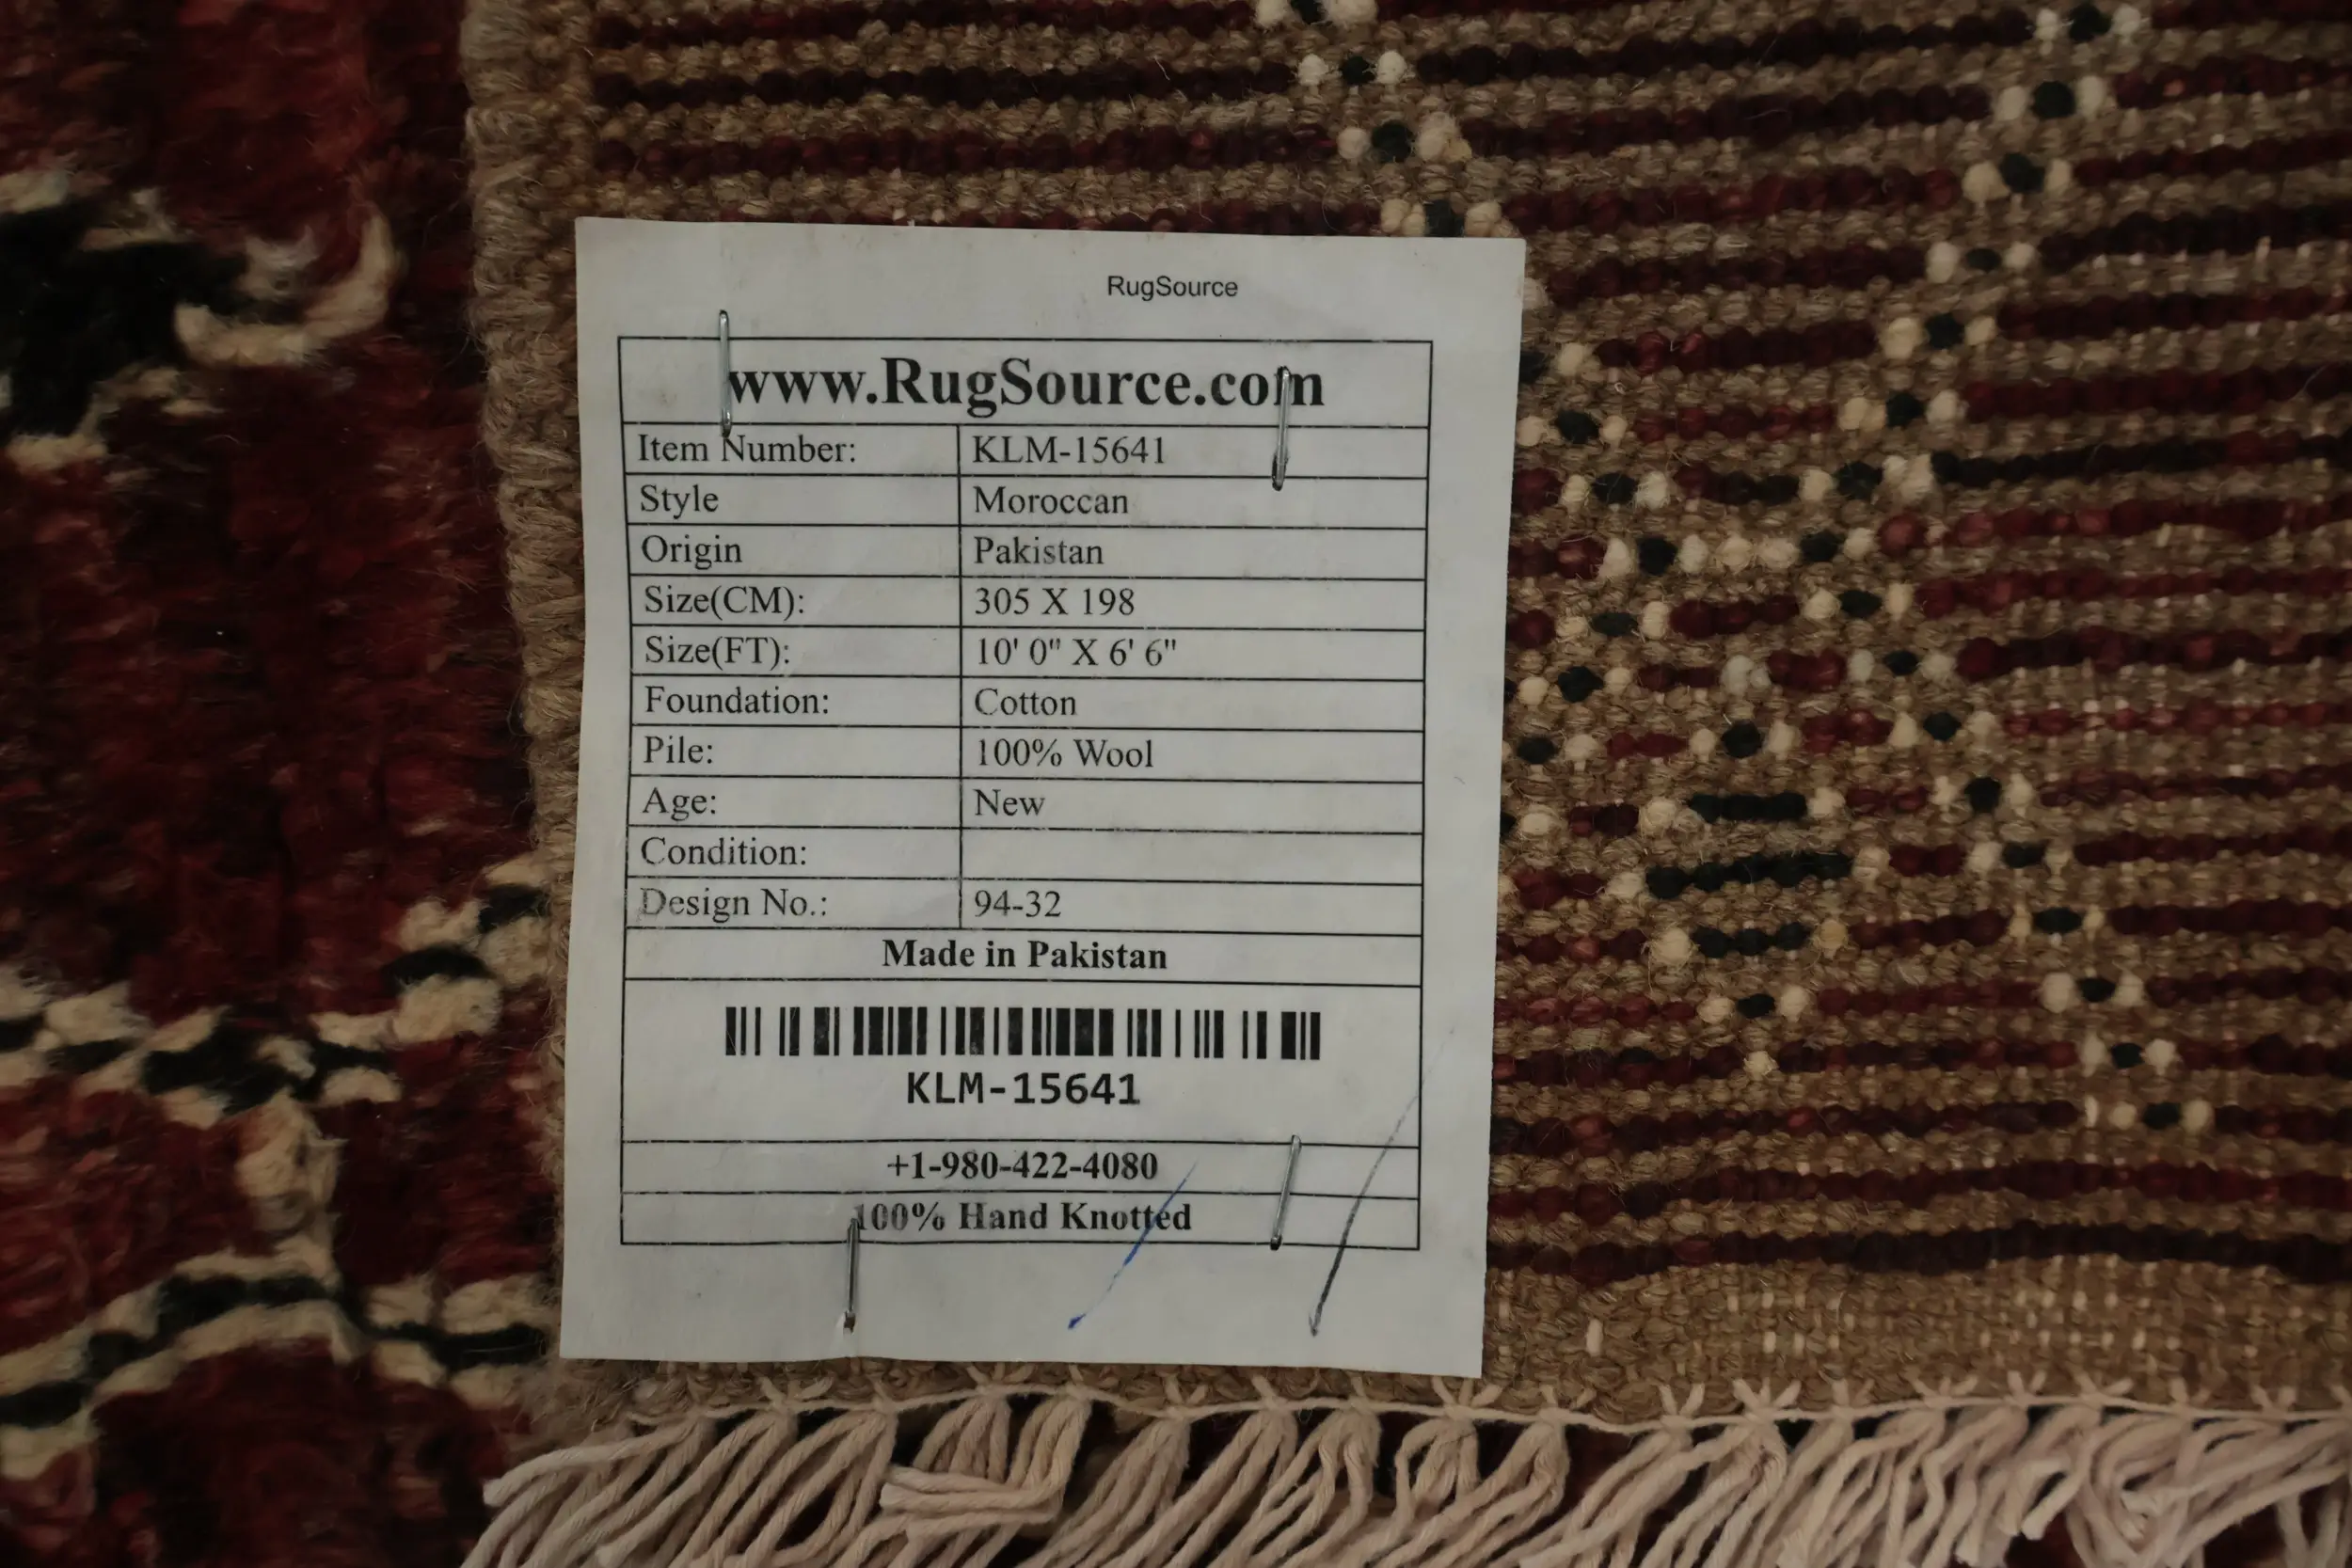 RugSource
www.RugSource.com
Item Number: KLM-15641
Style Moroccan
Origin Pakistan
Size(CM): 305 X 198
Size(FT): 10' 0" X 6' 6"
Foundation: Cotton
Pile: 100% Wool
Age: New
Condition:
Design No.: 94-32
Made in Pakistan
KLM-15641
+1-980-422-4080
100% Hand Knotted